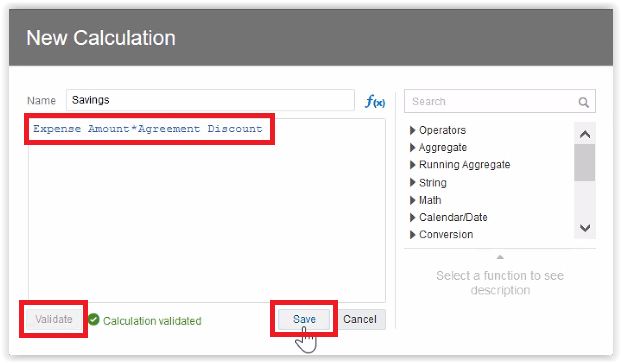 New Calculation
Name Savings f(x)
Expense Amount*Agreement Discount
Validate Calculation validated Save Cancel
Search
Operators
Aggregate
Running Aggregate
String
Math
Calendar/Date
Conversion
Select a function to see
description